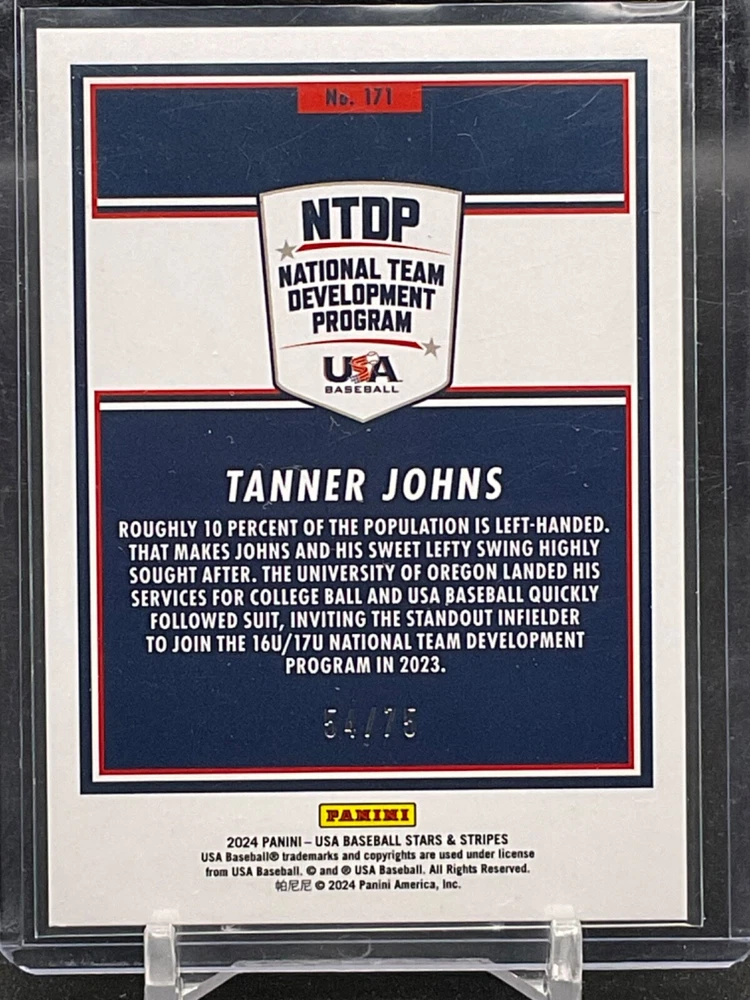 No. 171
NTDP
NATIONAL TEAM
DEVELOPMENT
PROGRAM
USA
BASEBALL
TANNER JOHNS
ROUGHLY 10 PERCENT OF THE POPULATION IS LEFT-HANDED.
THAT MAKES JOHNS AND HIS SWEET LEFTY SWING HIGHLY
SOUGHT AFTER. THE UNIVERSITY OF OREGON LANDED HIS
SERVICES FOR COLLEGE BALL AND USA BASEBALL QUICKLY
FOLLOWED SUIT, INVITING THE STANDOUT INFIELDER
TO JOIN THE 16U/17U NATIONAL TEAM DEVELOPMENT
PROGRAM IN 2023.
54/75
PANINI
2024 PANINI – USA BASEBALL STARS & STRIPES
USA Baseball® trademarks and copyrights are used under license
from USA Baseball. © and ® USA Baseball. All Rights Reserved.
帕尼尼 © 2024 Panini America, Inc.